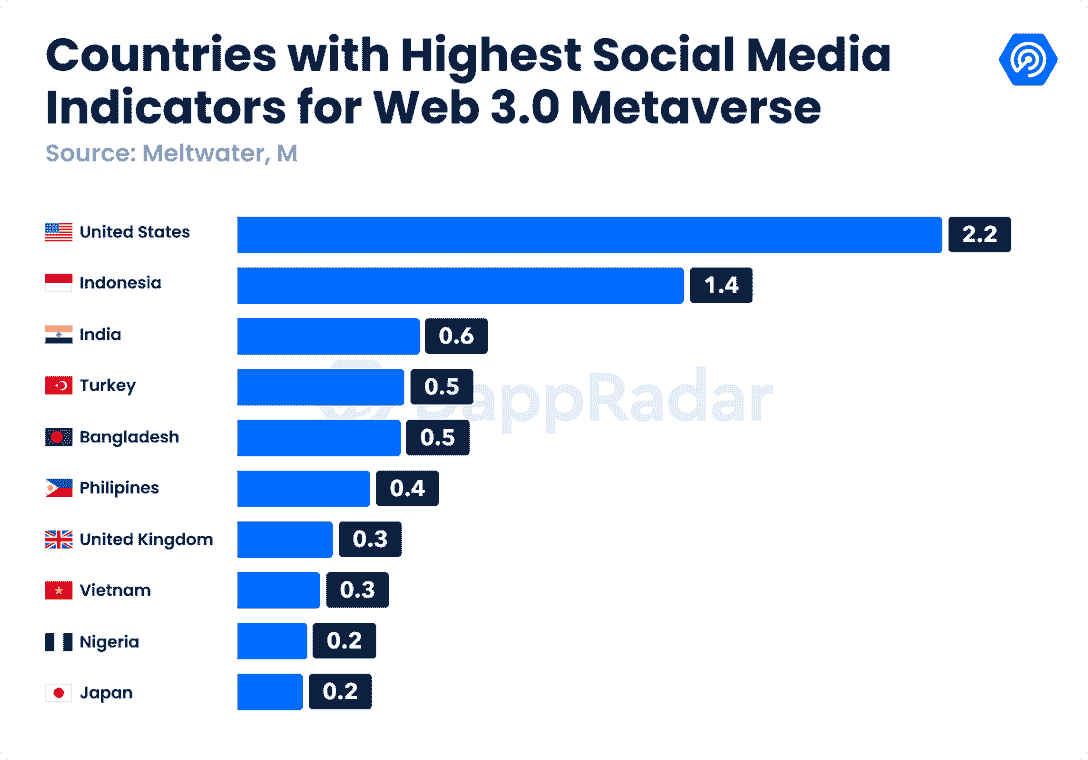 Countries with Highest Social Media
Indicators for Web 3.0 Metaverse
Source: Meltwater, M
United States 2.2
Indonesia 1.4
India 0.6
Turkey 0.5
Bangladesh 0.5
Philipines 0.4
United Kingdom 0.3
Vietnam 0.3
Nigeria 0.2
Japan 0.2
DappRadar